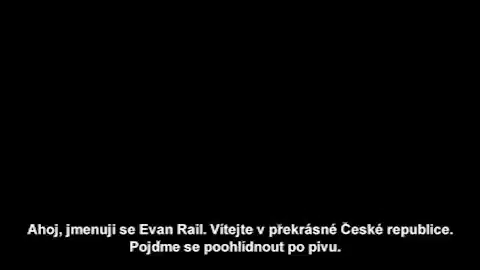 Ahoj, jmenuji se Evan Rail. Vítejte v překrásné České republice.
Pojďme se poohlídnout po pivu.